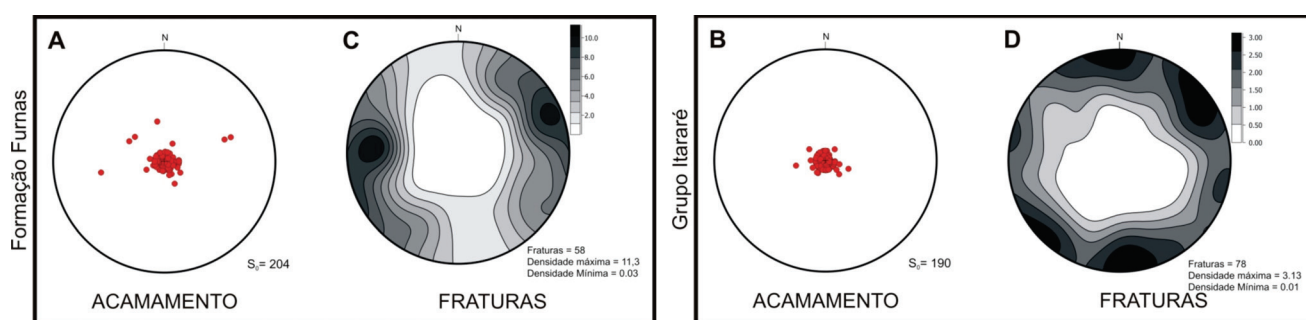 Formação Furnas
A
N
S₀= 204
ACAMAMENTO
C
10.0
8.0
6.0
4.0
2.0
Fraturas = 58
Densidade máxima = 11,3
Densidade Mínima = 0.03
FRATURAS
Grupo Itararé
B
N
S₀= 190
ACAMAMENTO
D
N
3.00
2.50
2.00
1.50
1.00
0.50
0.00
Fraturas = 78
Densidade máxima = 3.13
Densidade Mínima = 0.01
FRATURAS